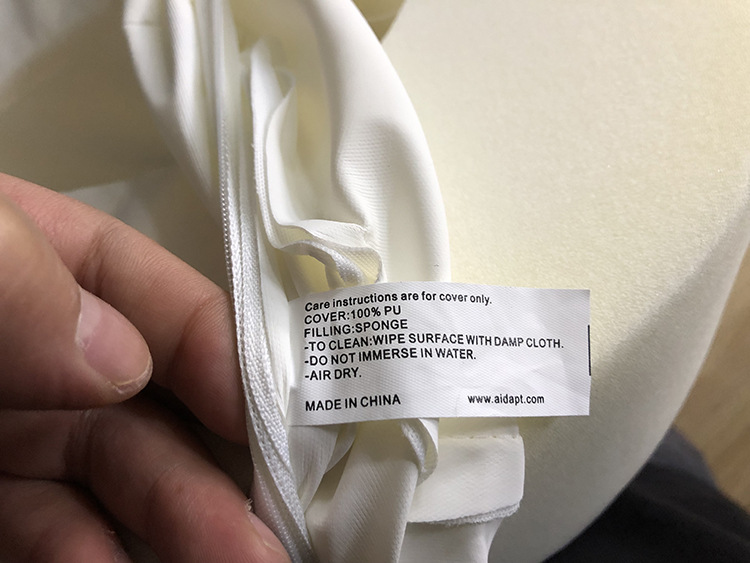 Care instructions are for cover only.
COVER:100% PU
FILLING:SPONGE
-TO CLEAN:WIPE SURFACE WITH DAMP CLOTH.
-DO NOT IMMERSE IN WATER.
-AIR DRY.
MADE IN CHINA www.aidapt.com